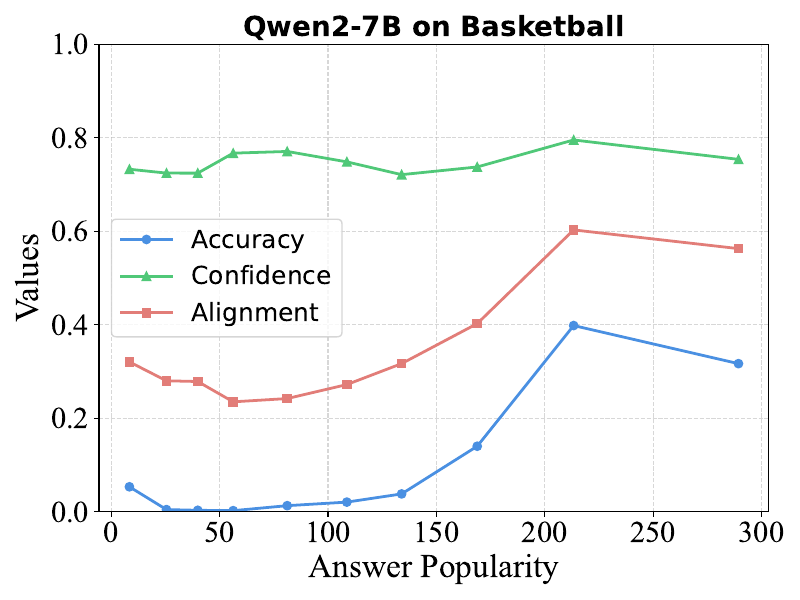 Qwen2-7B on Basketball
1.0
0.8
0.6
0.4
0.2
0.0
Values
Accuracy
Confidence
Alignment
0 50 100 150 200 250 300
Answer Popularity